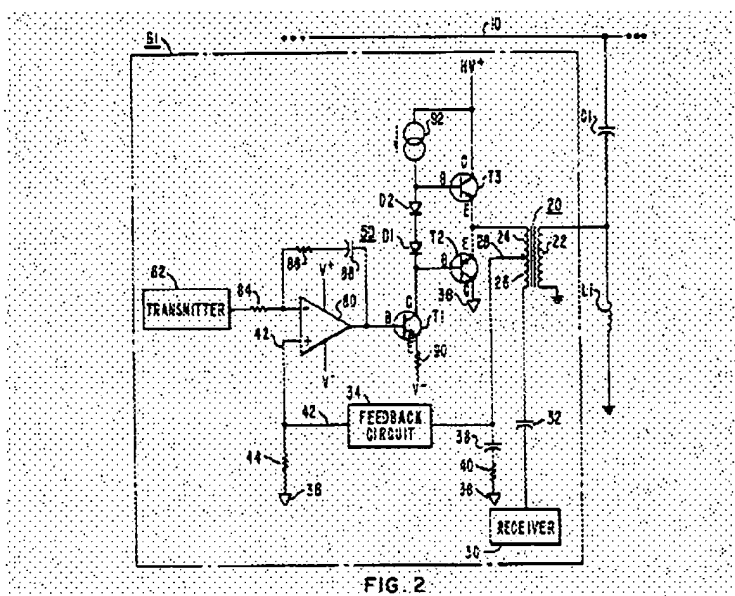 10
61
HV+
92
C1
C
B
T3
E
D2
20
D1
50
T2
E
24
28
22
B
26
86
88
C
36
62
V+
TRANSMITTER
84
-
80
C
B
T1
L1
42
+
E
90
V-
V-
34
42
FEEDBACK
CIRCUIT
38
32
44
40
36
36
RECEIVER
30
FIG. 2